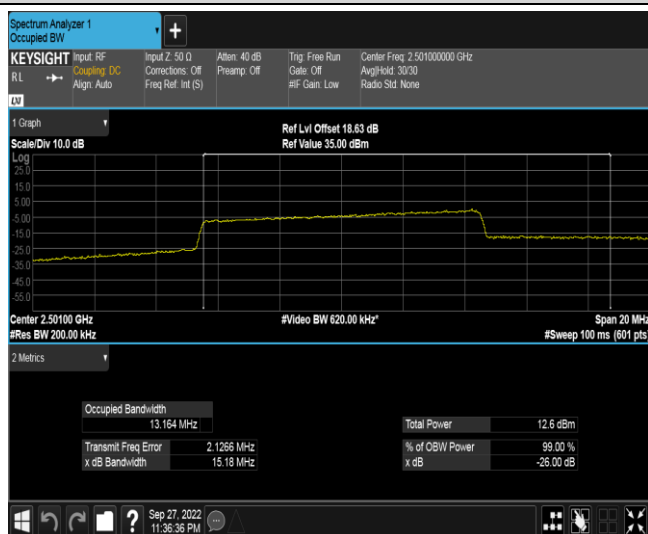 Spectrum Analyzer 1
Occupied BW
+
KEYSIGHT
RL
LXI
Input: RF
Coupling: DC
Align: Auto
Input Z: 50 Ω
Corrections: Off
Freq Ref: Int (S)
Atten: 40 dB
Preamp: Off
Trig: Free Run
Gate: Off
#IF Gain: Low
Center Freq: 2.501000000 GHz
Avg|Hold: 30/30
Radio Std: None
1 Graph
Scale/Div 10.0 dB
Ref Lvl Offset 18.63 dB
Ref Value 35.00 dBm
Log
25.0
15.0
5.00
-5.00
-15.0
-25.0
-35.0
-45.0
-55.0
Center 2.50100 GHz
#Res BW 200.00 kHz
#Video BW 620.00 kHz*
Span 20 MHz
#Sweep 100 ms (601 pts)
2 Metrics
Occupied Bandwidth
13.164 MHz
Transmit Freq Error 2.1266 MHz
x dB Bandwidth 15.18 MHz
Total Power 12.6 dBm
% of OBW Power 99.00 %
x dB -26.00 dB
?
Sep 27, 2022
11:36:36 PM